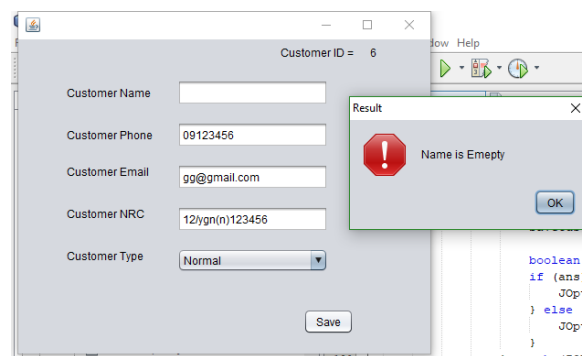 Customer ID = 6
dow Help
Customer Name
Result
Customer Phone 09123456
Name is Emepty
Customer Email gg@gmail.com
OK
Customer NRC 12/ygn(n)123456
boolean
Customer Type Normal
if (ans
JOp
} else
Save
JOp
}